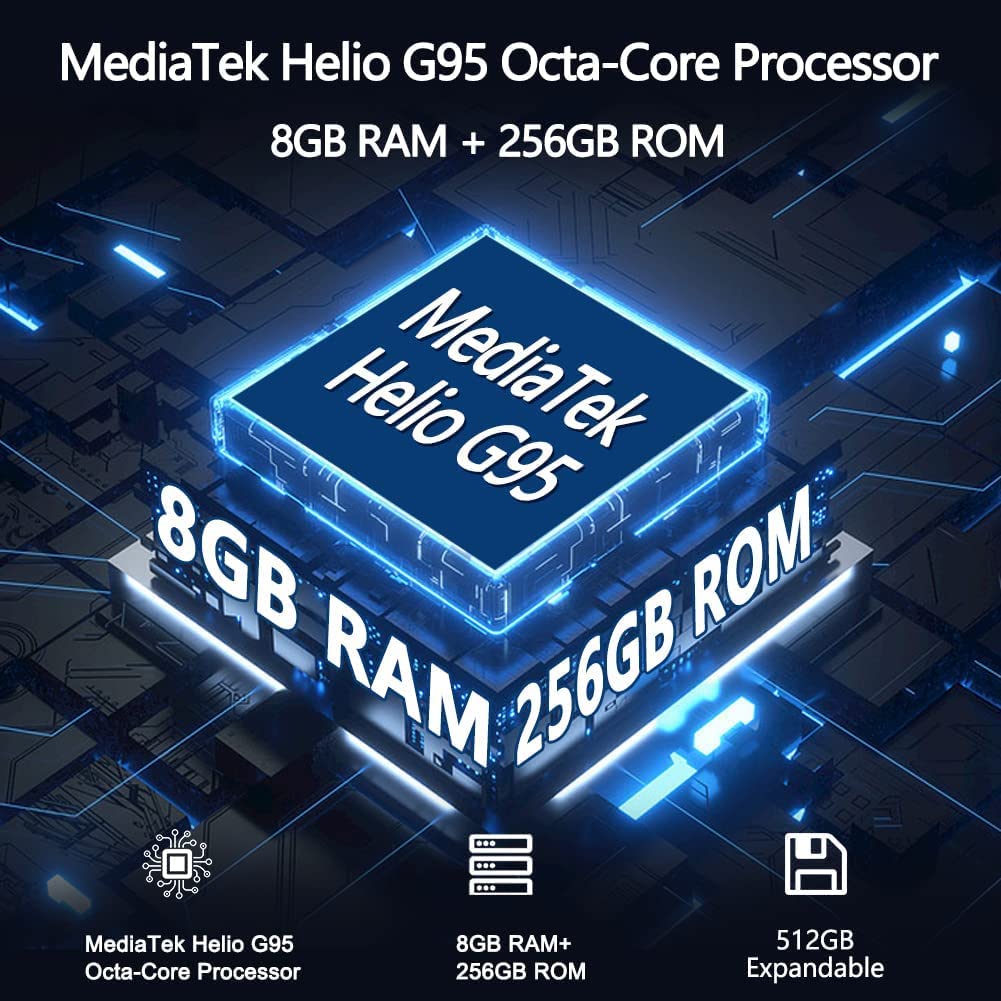 MediaTek Helio G95 Octa-Core Processor
8GB RAM + 256GB ROM
MediaTek
Helio G95
8GB RAM
256GB ROM
MediaTek Helio G95
Octa-Core Processor
8GB RAM+
256GB ROM
512GB
Expandable